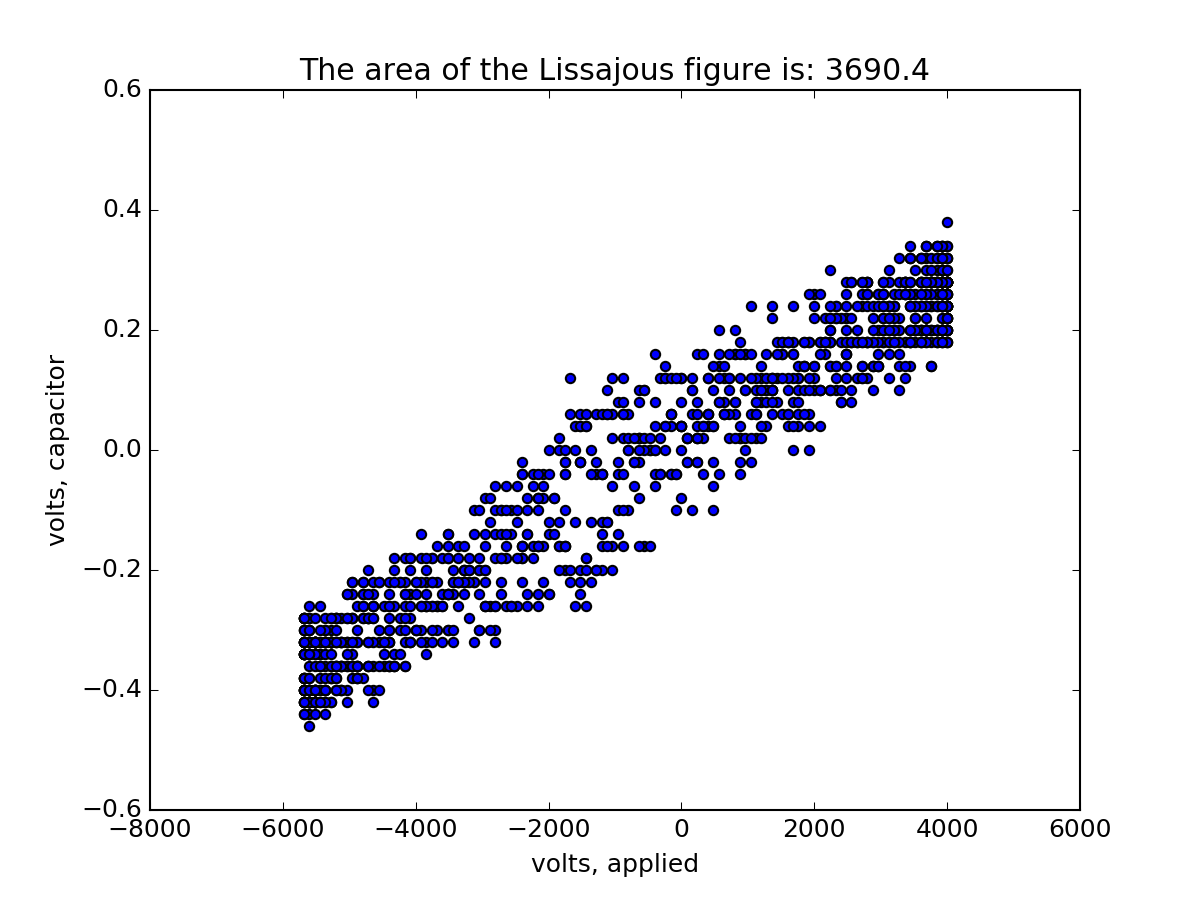 The area of the Lissajous figure is: 3690.4
0.6
0.4
0.2
0.0
−0.2
−0.4
−0.6
volts, capacitor
−8000 −6000 −4000 −2000 0 2000 4000 6000
volts, applied